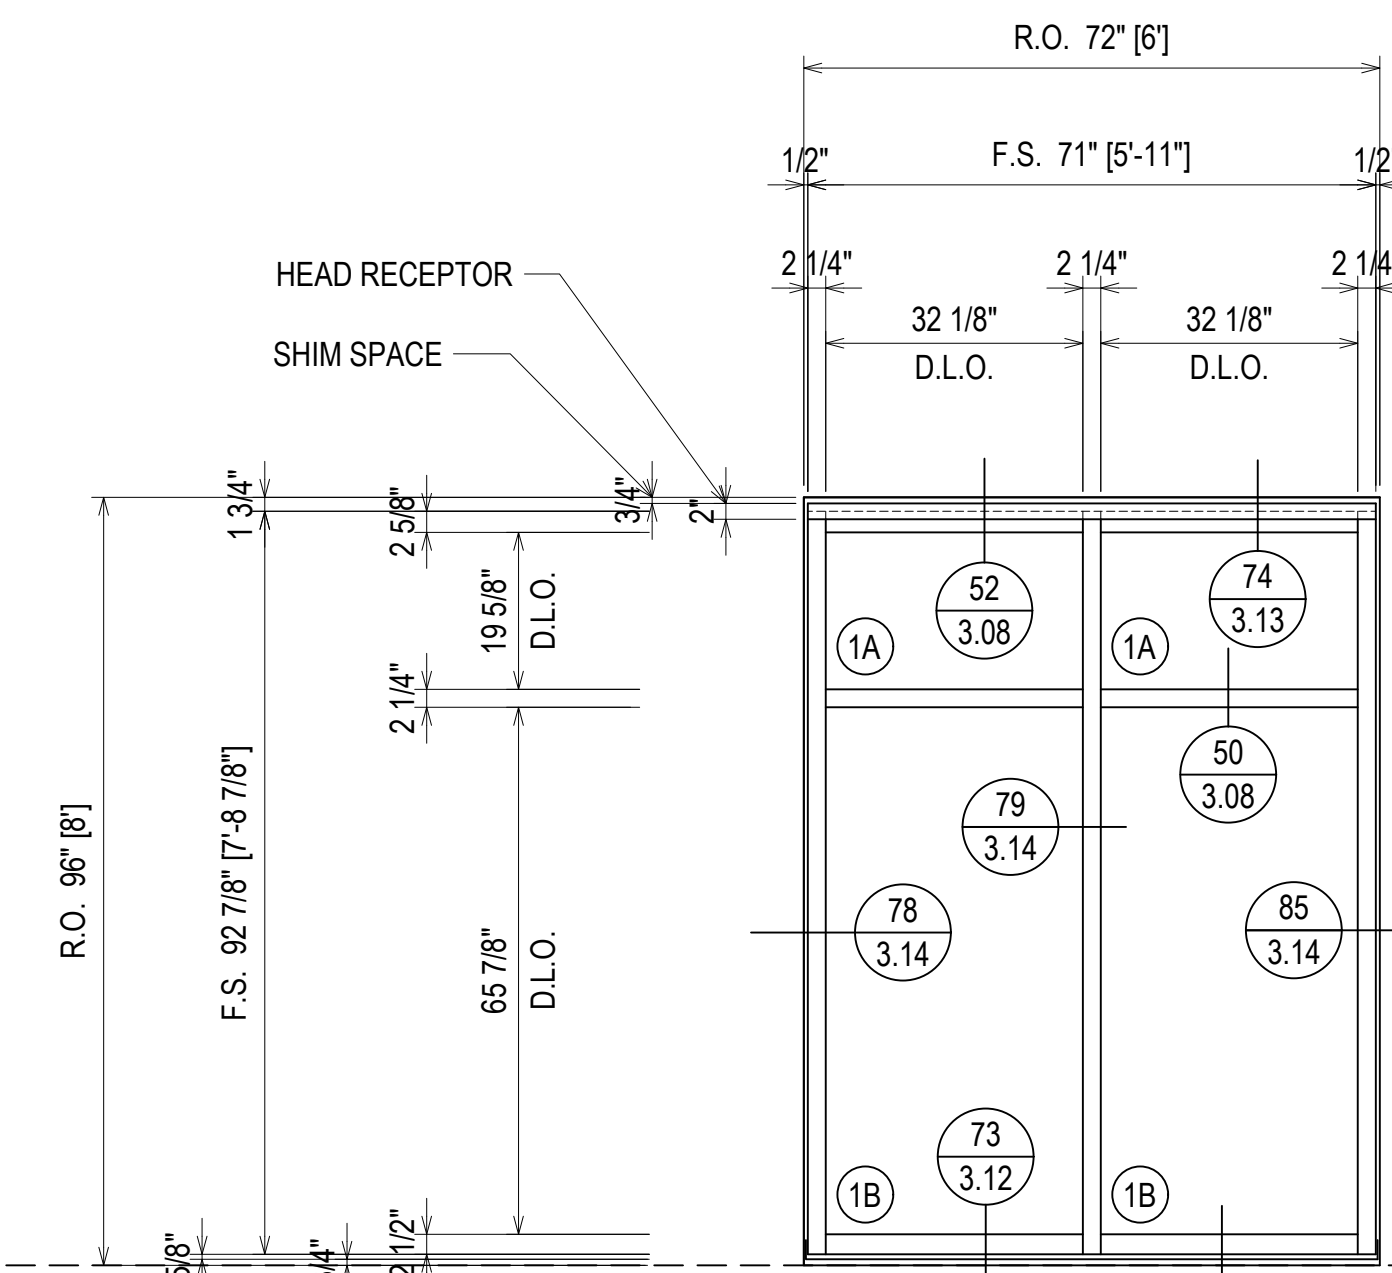 R.O. 72" [6']
1/2"
F.S. 71" [5'-11"]
1/2
2 1/4"
2 1/4"
2 1/4
HEAD RECEPTOR
32 1/8"
D.L.O.
32 1/8"
D.L.O.
SHIM SPACE
1 3/4"
2 5/8"
3/4"
2"
19 5/8"
D.L.O.
52
3.08
74
3.13
1A
1A
2 1/4"
50
3.08
R.O. 96" [8']
F.S. 92 7/8" [7'-8 7/8"]
79
3.14
65 7/8"
D.L.O.
78
3.14
85
3.14
73
3.12
1B
1B
5/8"
/4"
2 1/2"